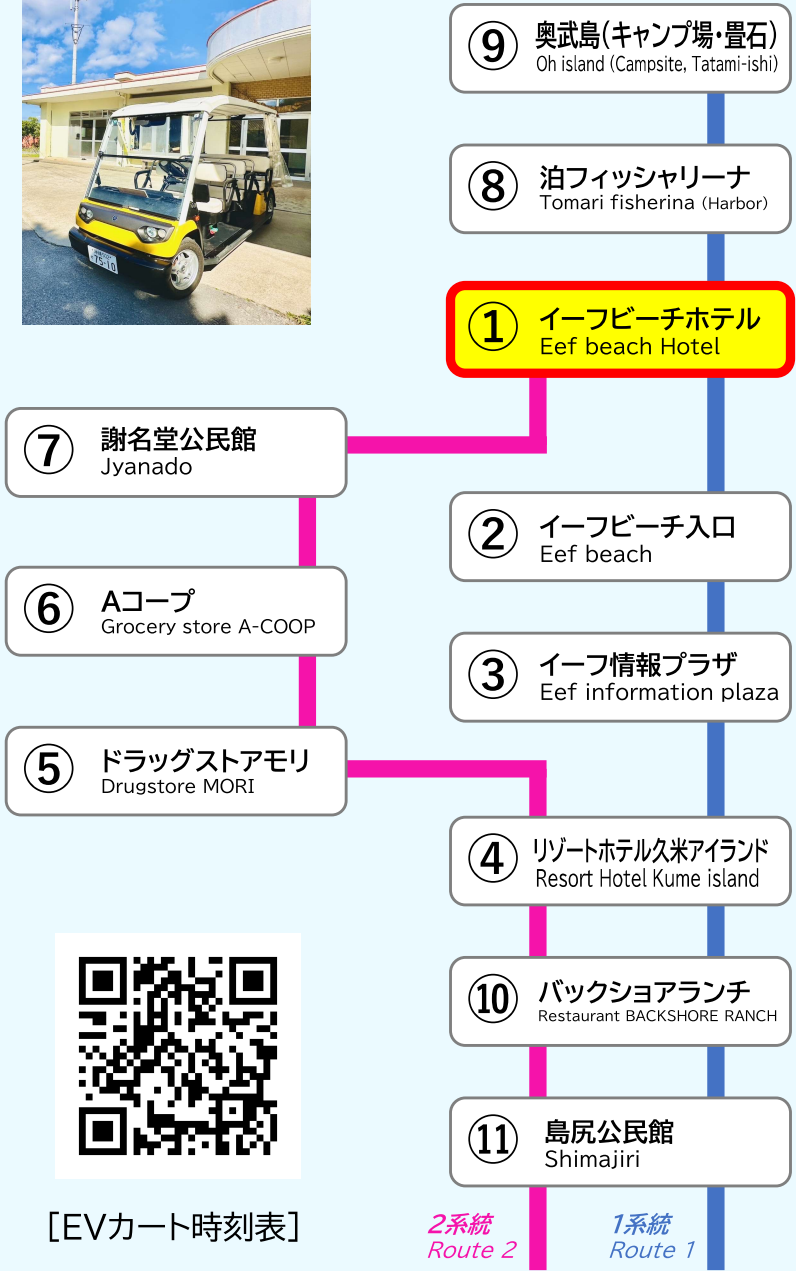 ⑨
奥武島(キャンプ場・畳石)
Oh island (Campsite, Tatami-ishi)
⑧
泊フィッシャリーナ
Tomari fisherina (Harbor)
①
イーフビーチホテル
Eef beach Hotel
⑦
謝名堂公民館
Jyanado
②
イーフビーチ入口
Eef beach
⑥
Aコープ
Grocery store A-COOP
③
イーフ情報プラザ
Eef information plaza
⑤
ドラッグストアモリ
Drugstore MORI
④
リゾートホテル久米アイランド
Resort Hotel Kume island
⑩
バックショアランチ
Restaurant BACKSHORE RANCH
⑪
島尻公民館
Shimajiri
[EVカート時刻表]
2系統
Route 2
1系統
Route 1
75-10